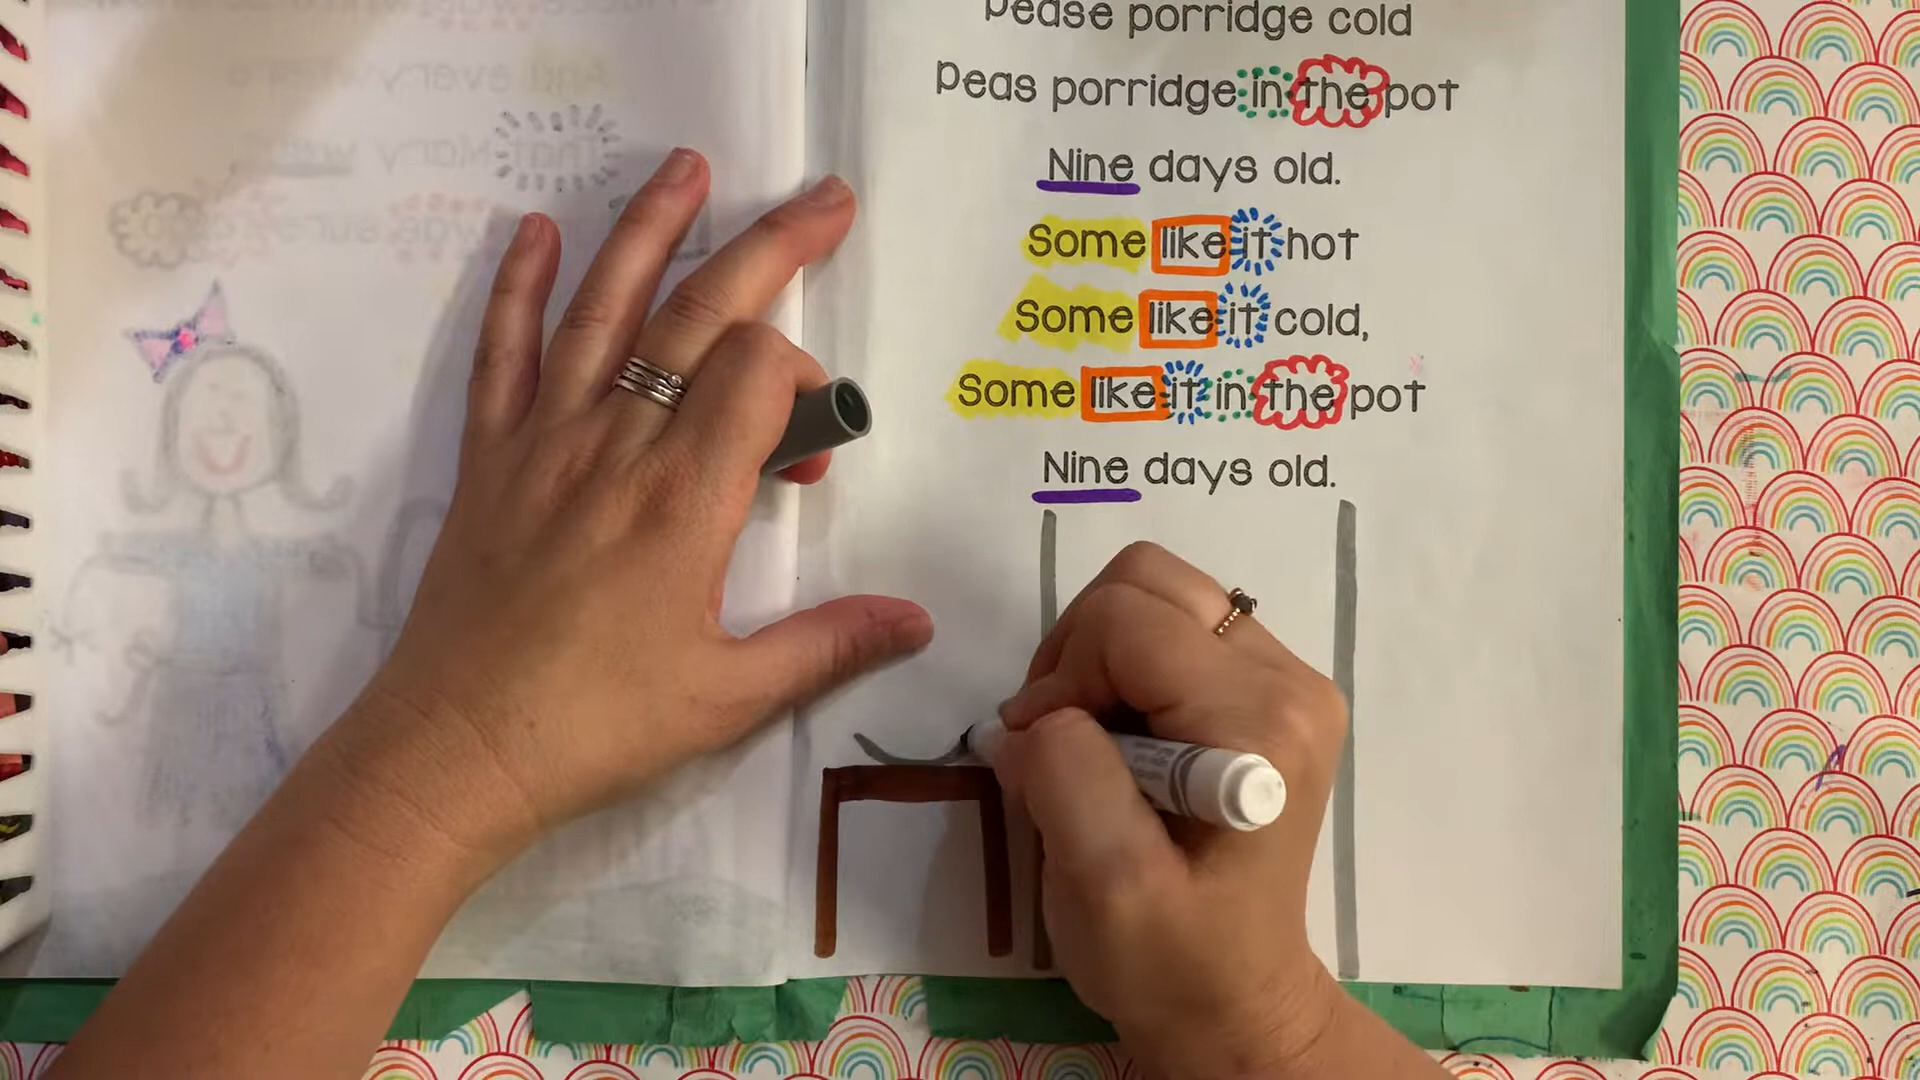 Pease porridge cold
Peas porridge in the pot
Nine days old.
Some like it hot
Some like it cold,
Some like it in the pot
Nine days old.